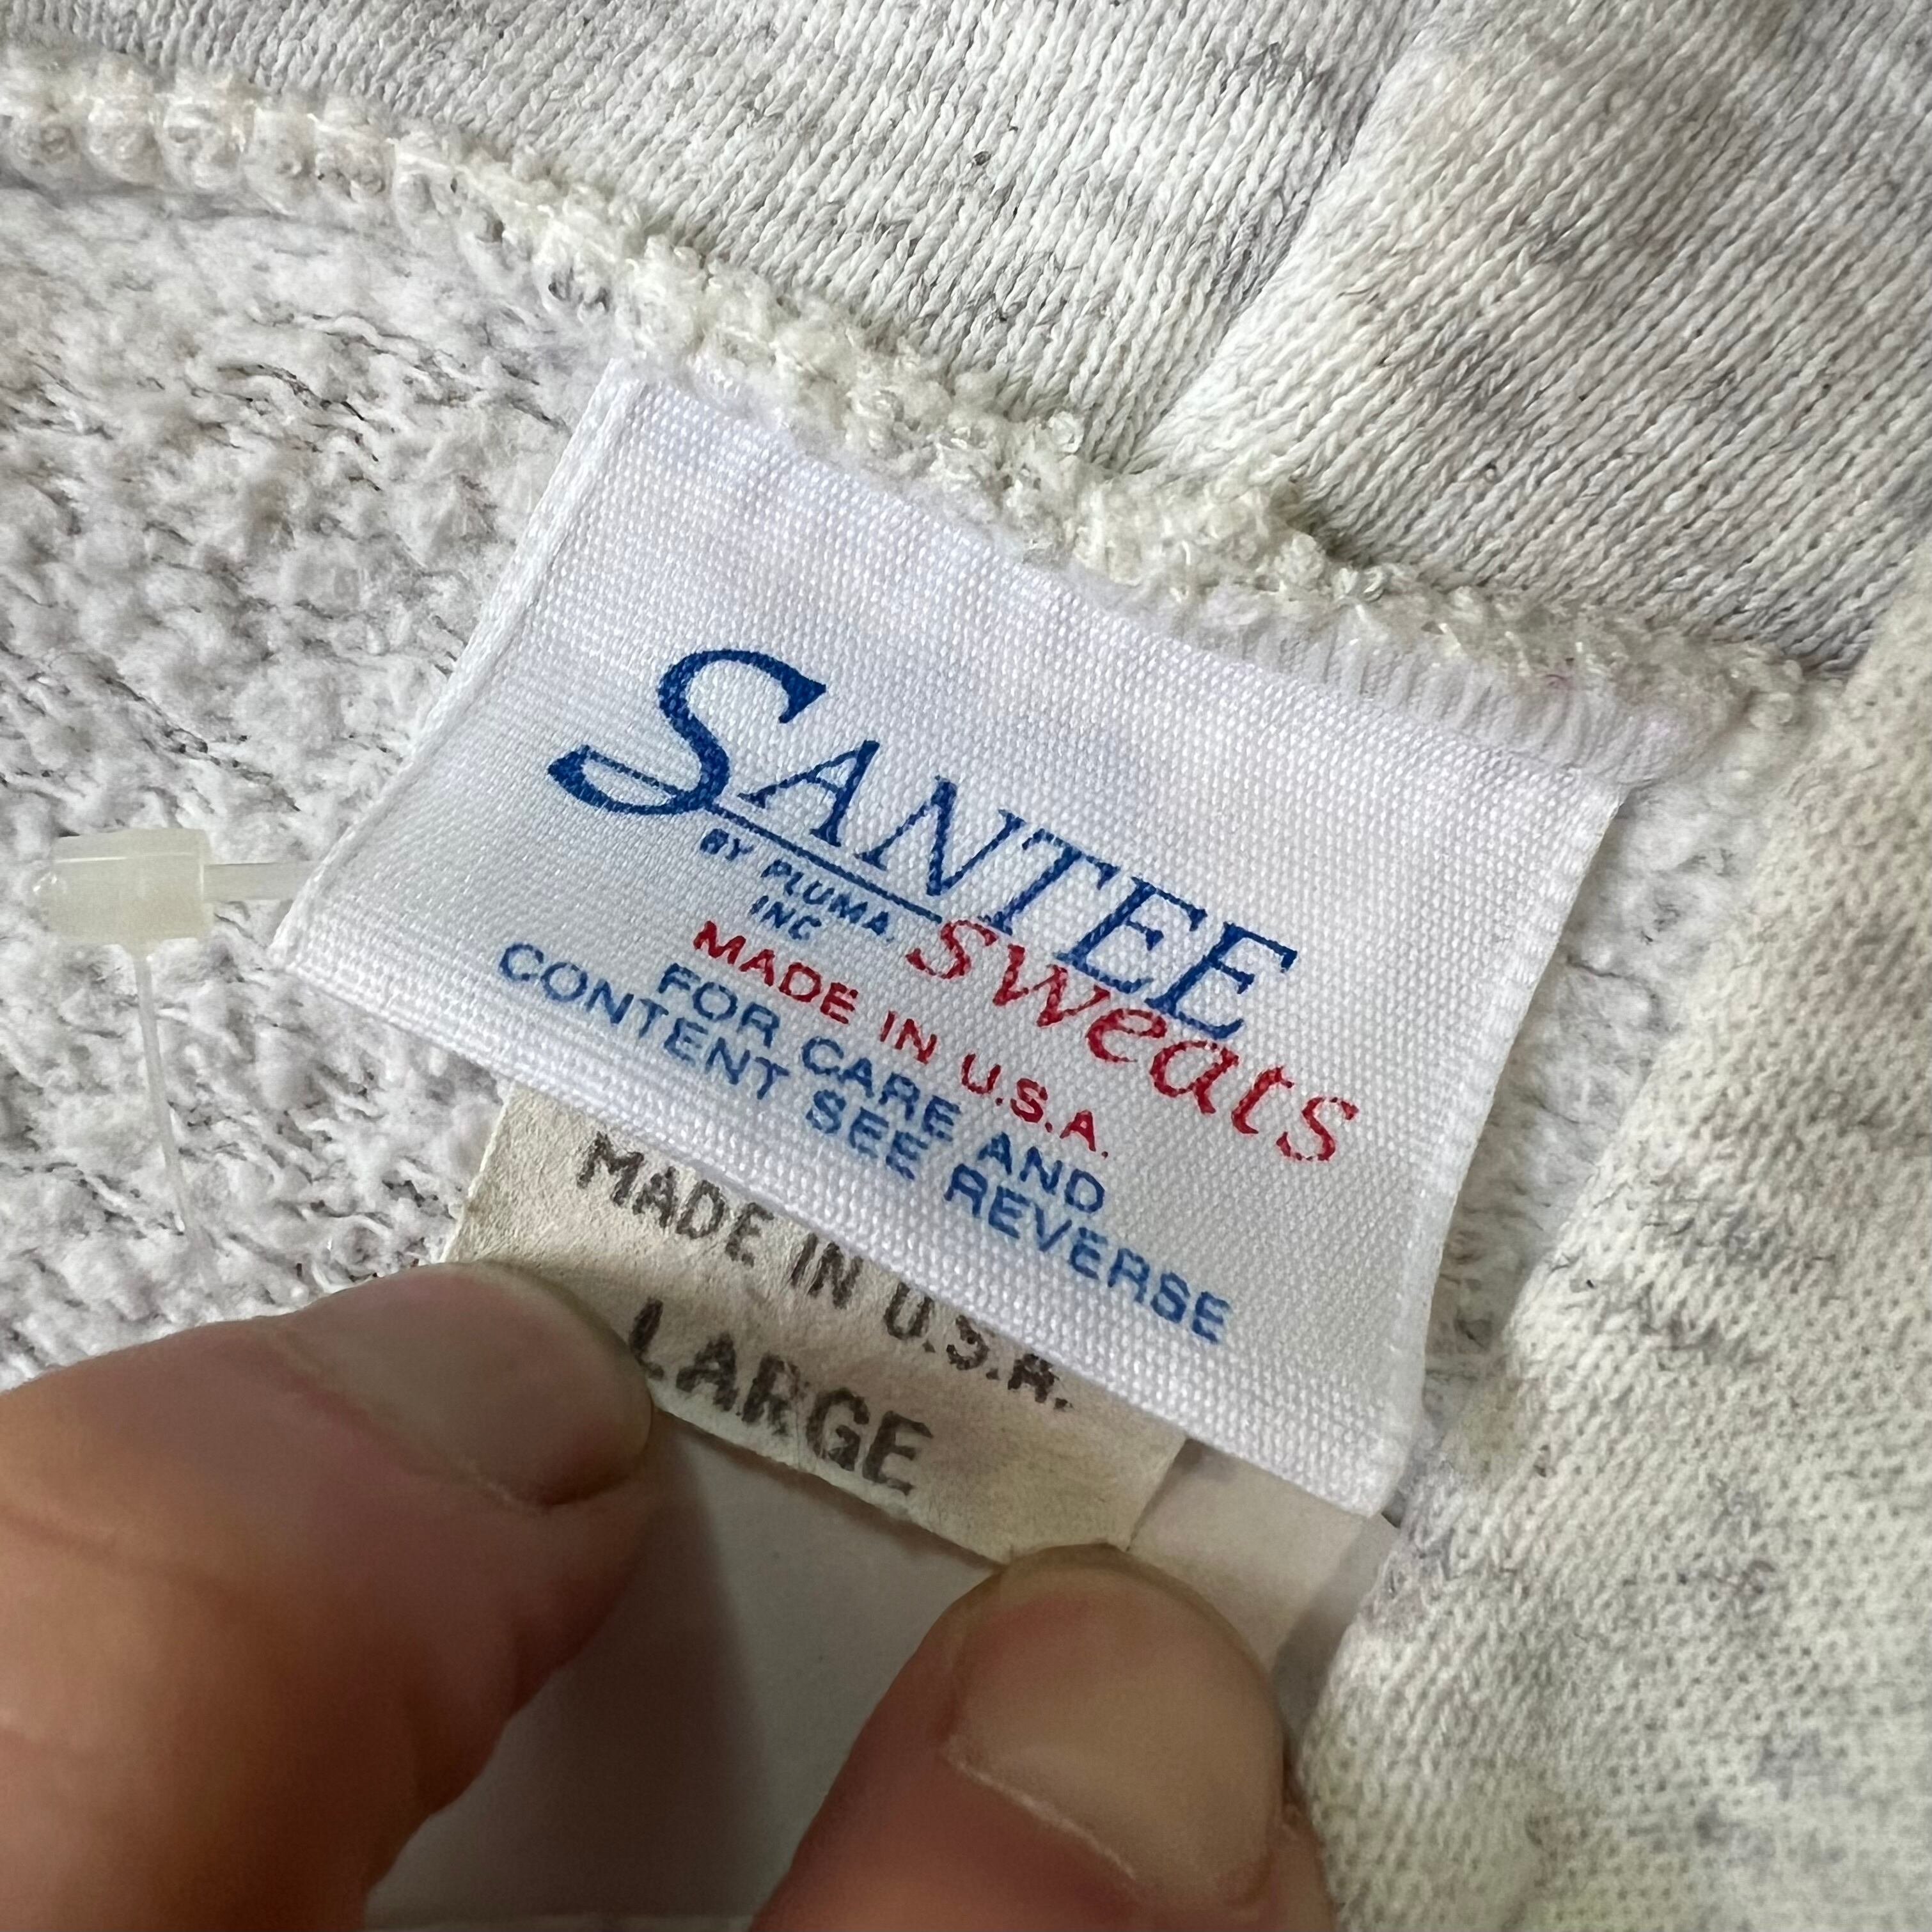 SANTEE
BY PLUMA, sweats
INC
MADE IN U.S.A.
FOR CARE AND
CONTENT SEE REVERSE
MADE IN U.S.A.
LARGE